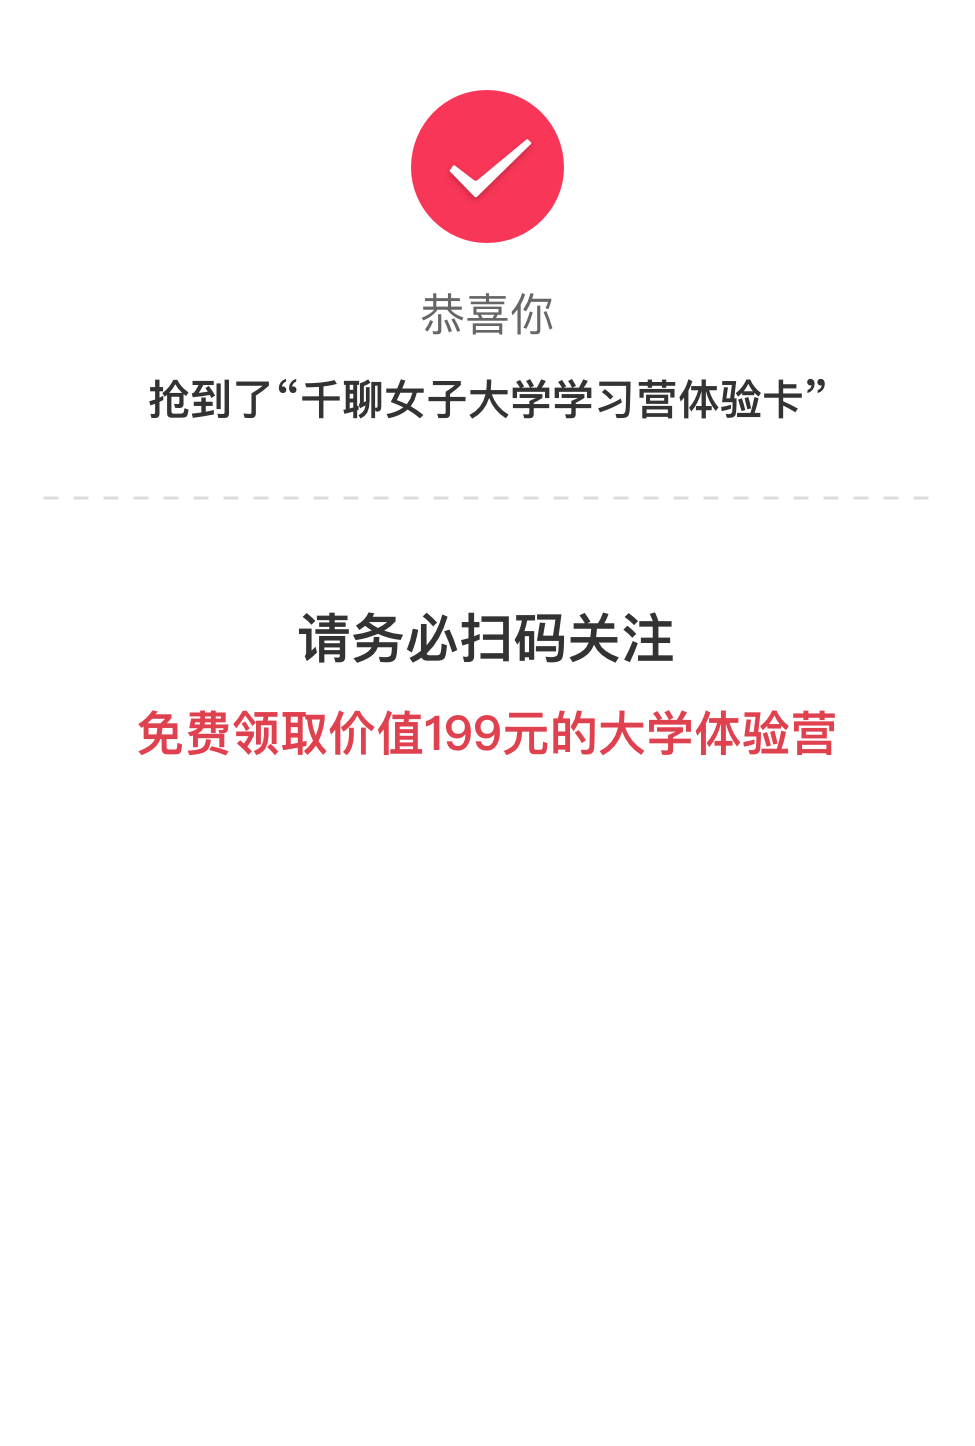 恭喜你
抢到了“千聊女子大学学习营体验卡”
请务必扫码关注
免费领取价值199元的大学体验营